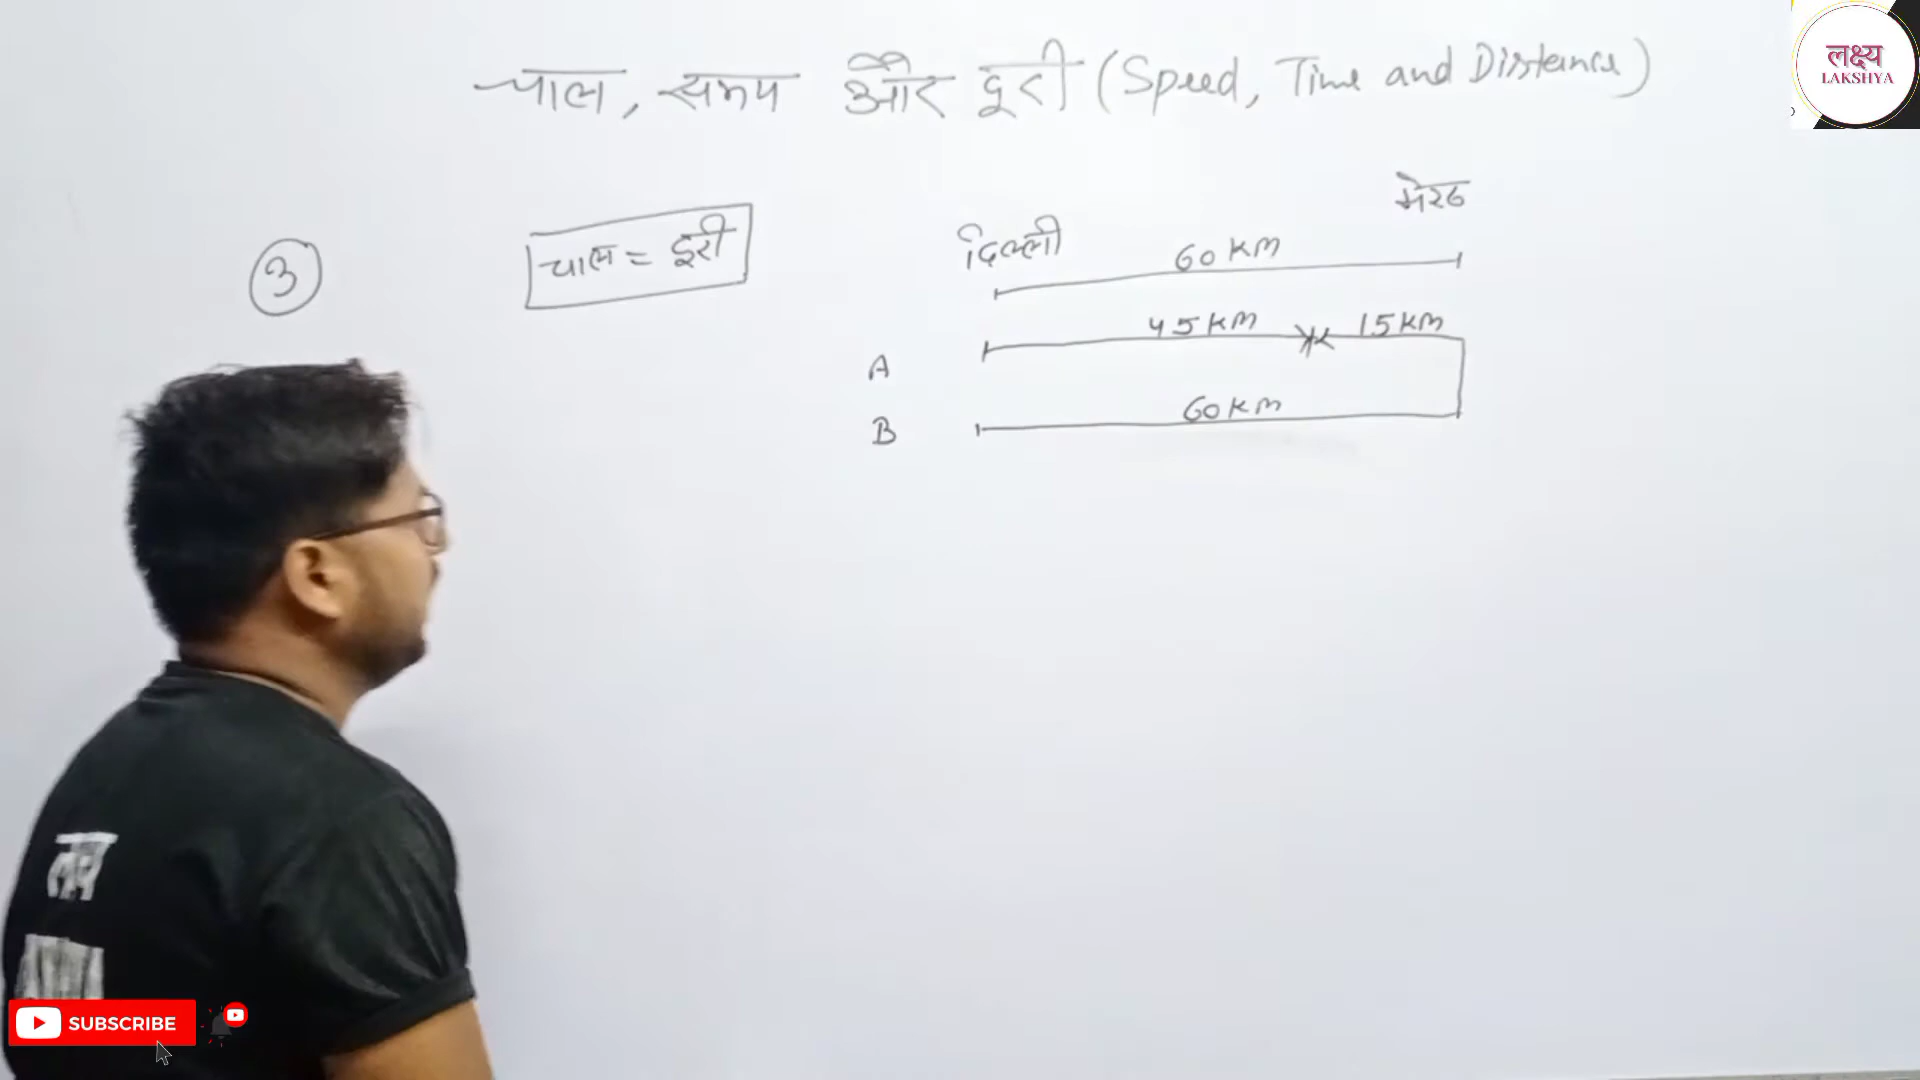 चाल, समय और दूरी (Speed, Time and Distance)
लक्ष्य
LAKSHYA
3
चाल = दूरी
दिल्ली
मेरठ
60 KM
45 KM
15 KM
A
60 KM
B
SUBSCRIBE